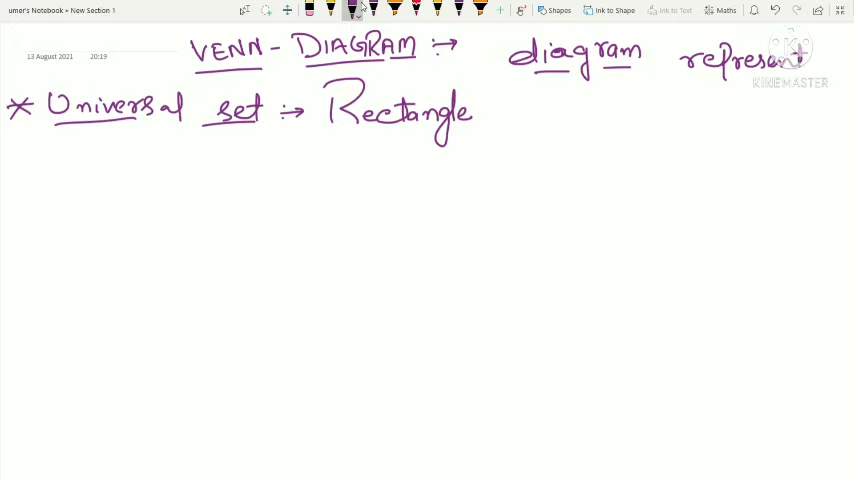 umer's Notebook » New Section 1
Shapes
Ink to Shape
Ink to Text
Maths
13 August 2021 20:19
VENN - DIAGRAM :→ diagram represent
KINEMASTER
* Universal set :→ Rectangle